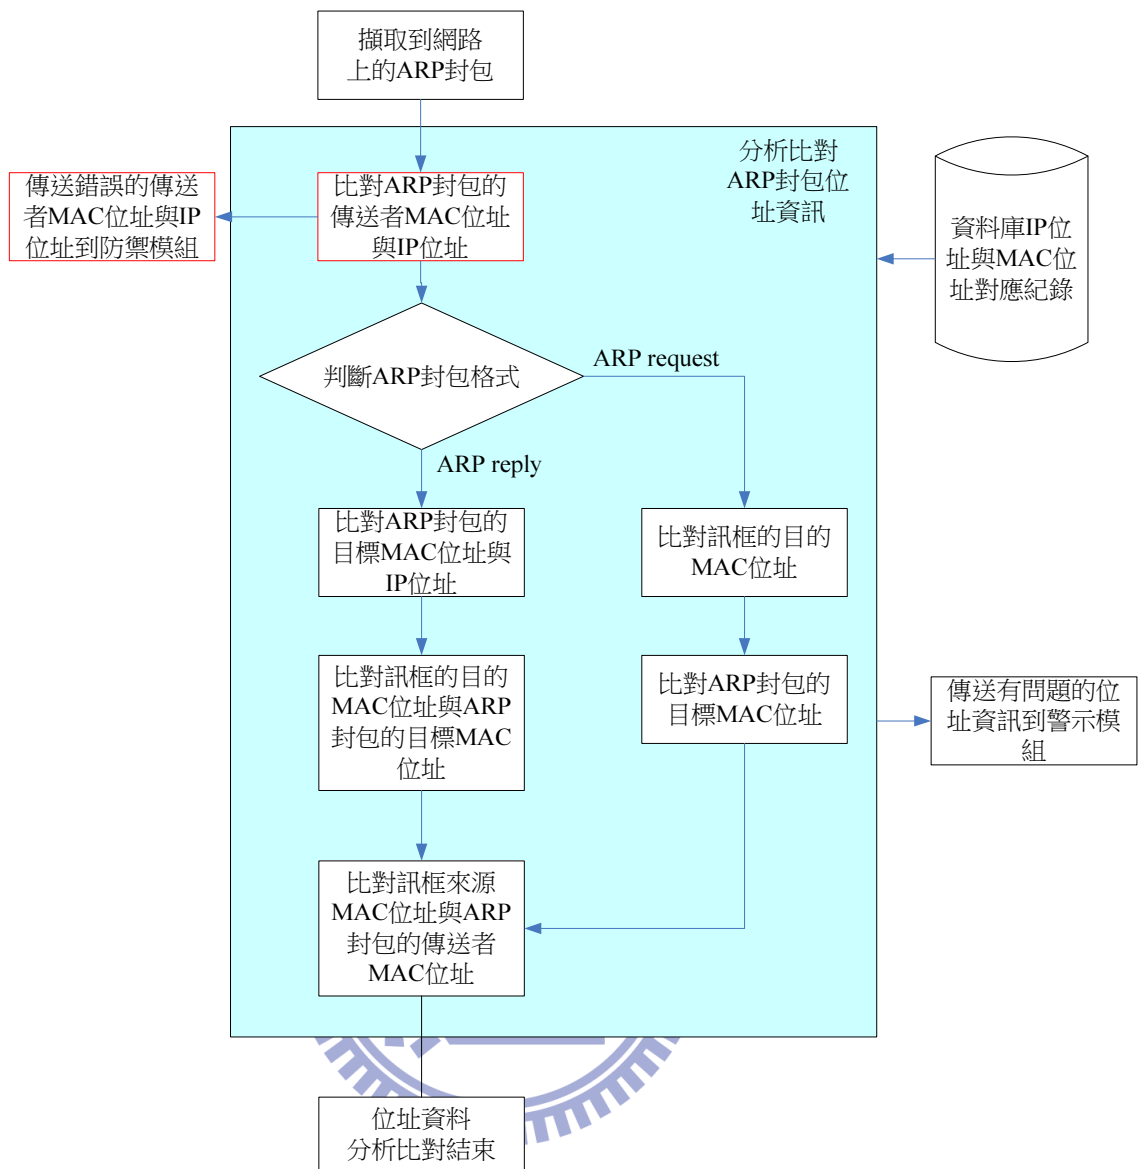 擷取到網路
上的ARP封包
分析比對
ARP封包位
址資訊
傳送錯誤的傳送
者MAC位址與IP
位址到防禦模組
比對ARP封包的
傳送者MAC位址
與IP位址
資料庫IP位
址與MAC位
址對應紀錄
判斷ARP封包格式
ARP request
ARP reply
比對ARP封包的
目標MAC位址與
IP位址
比對訊框的目的
MAC位址
比對訊框的目的
MAC位址與ARP
封包的目標MAC
位址
比對ARP封包的
目標MAC位址
傳送有問題的位
址資訊到警示模
組
比對訊框來源
MAC位址與ARP
封包的傳送者
MAC位址
位址資料
分析比對結束